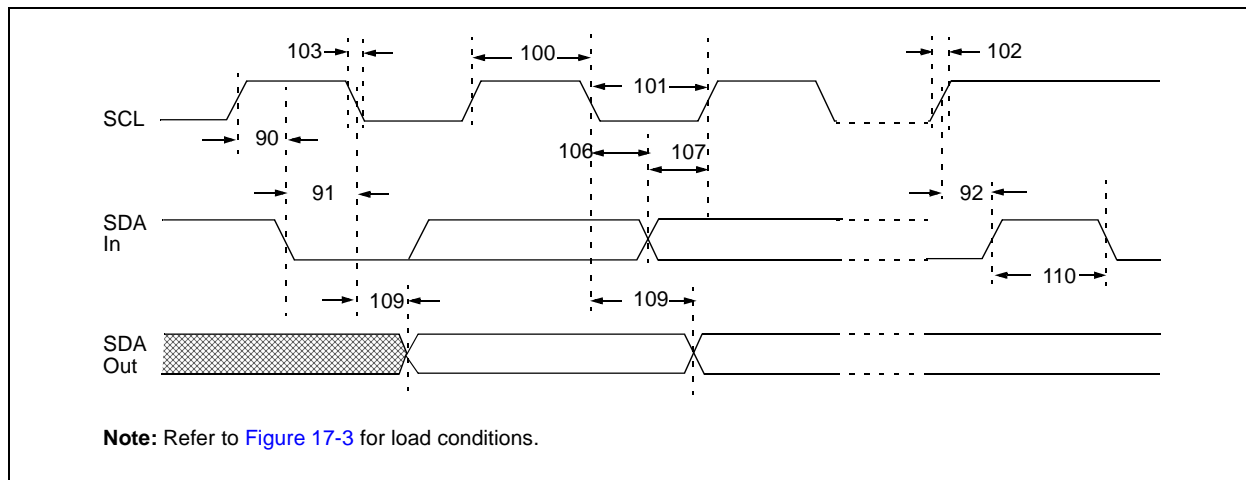 103
100
102
101
SCL
90
106
107
91
92
SDA
In
109
109
110
SDA
Out
Note: Refer to Figure 17-3 for load conditions.